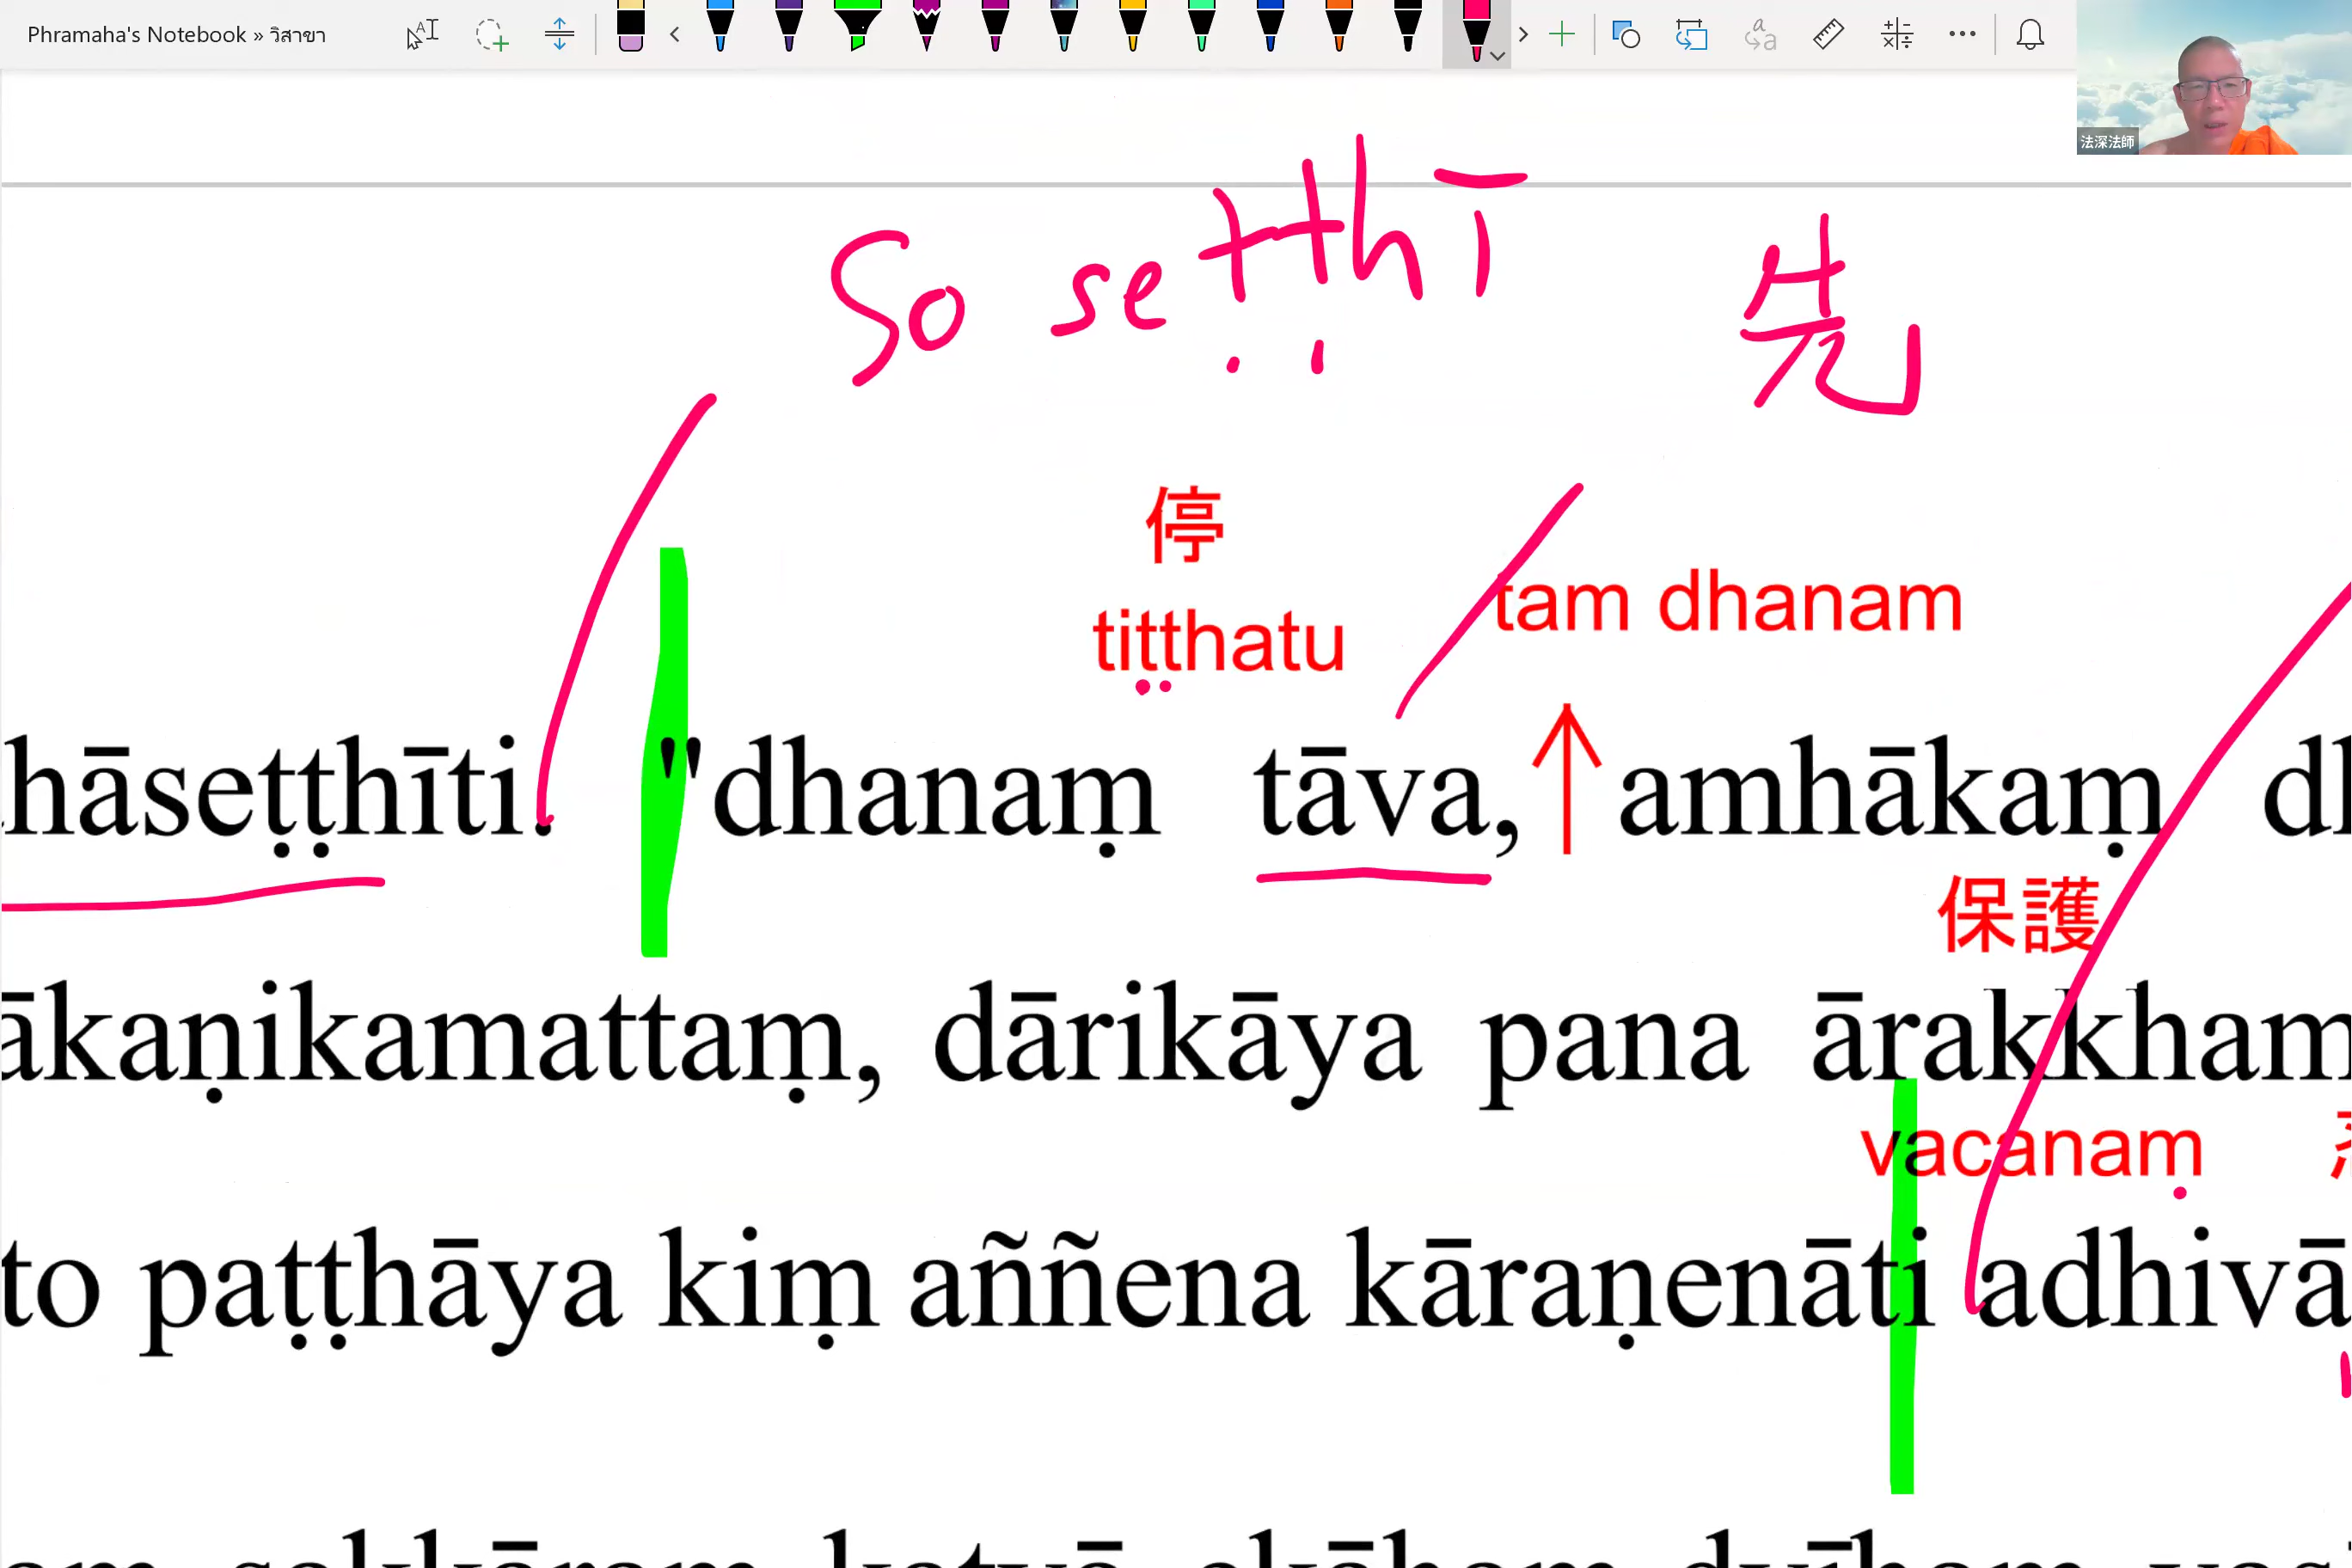 Phramaha's Notebook » วิสาขา
法深法師
So seṭṭhī 先
停
tiṭṭhatu tam dhanam
hāseṭṭhīti. "dhanaṃ tāva, ↑ amhākaṃ dh
保護
ākaṇikamattaṃ, dārikāya pana ārakkham
vacanaṃ
to paṭṭhāya kiṃ aññena kāraṇenāti adhivā